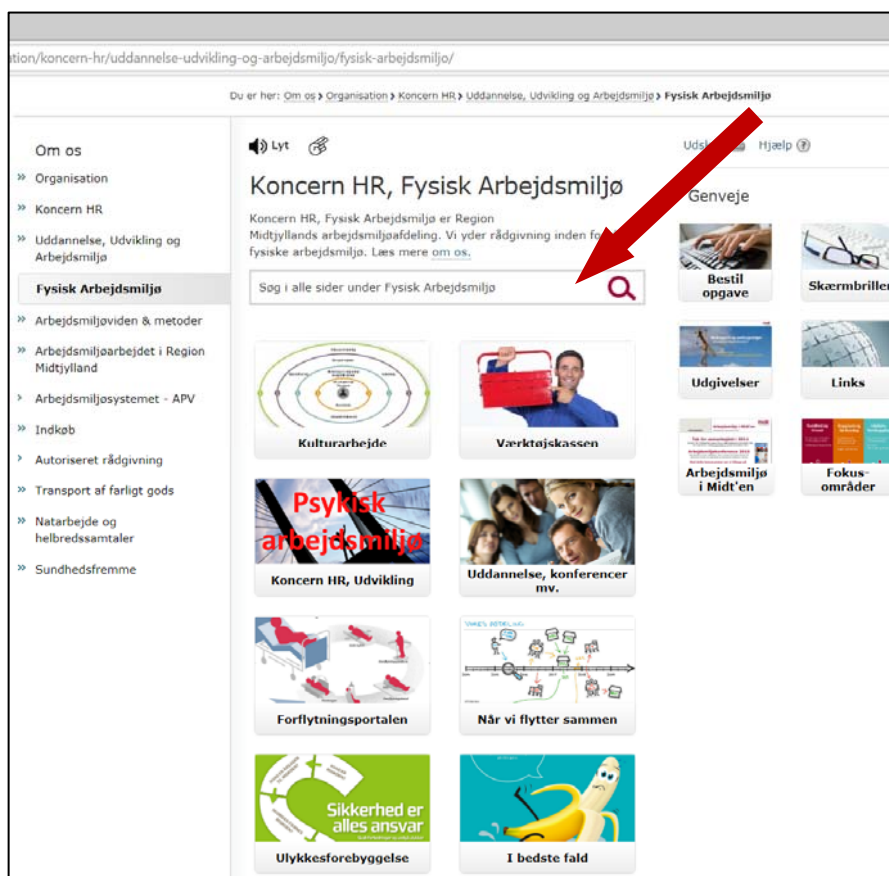 tion/koncern-hr/uddannelse-udvikling-og-arbejdsmiljo/fysisk-arbejdsmiljo/
Du er her: Om os › Organisation › Koncern HR › Uddannelse, Udvikling og Arbejdsmiljø › Fysisk Arbejdsmiljø
Om os
» Organisation
» Koncern HR
» Uddannelse, Udvikling og
Arbejdsmiljø
Fysisk Arbejdsmiljø
» Arbejdsmiljøviden & metoder
» Arbejdsmiljøarbejdet i Region
Midtjylland
› Arbejdsmiljøsystemet - APV
» Indkøb
› Autoriseret rådgivning
» Transport af farligt gods
» Natarbejde og
helbredssamtaler
» Sundhedsfremme
Lyt
Koncern HR, Fysisk Arbejdsmiljø
Koncern HR, Fysisk Arbejdsmiljø er Region
Midtjyllands arbejdsmiljøafdeling. Vi yder rådgivning inden fo
fysiske arbejdsmiljø. Læs mere om os.
Søg i alle sider under Fysisk Arbejdsmiljø
Kulturarbejde
Værktøjskassen
Psykisk
arbejdsmiljø
Koncern HR, Udvikling
Uddannelse, konferencer
mv.
Forflytningsportalen
Når vi flytter sammen
Sikkerhed er
alles ansvar
Ulykkesforebyggelse
I bedste fald
Uds
Hjælp ?
Genveje
Bestil
opgave
Skærmbriller
Udgivelser
Links
Arbejdsmiljø
i Midt'en
Fokus-
områder